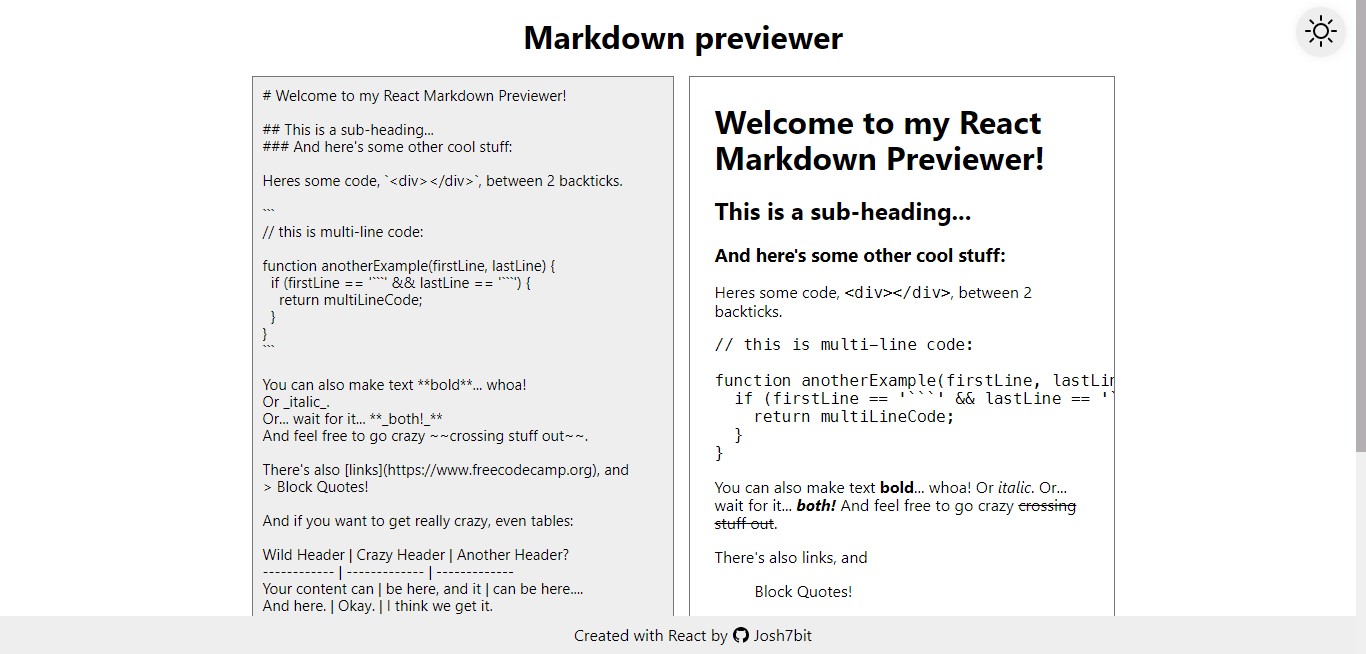 Markdown previewer
# Welcome to my React Markdown Previewer!
## This is a sub-heading...
### And here's some other cool stuff:
Heres some code, `<div></div>`, between 2 backticks.
```
// this is multi-line code:
function anotherExample(firstLine, lastLine) {
  if (firstLine == '```' && lastLine == '```') {
    return multiLineCode;
  }
}
```
You can also make text **bold**... whoa!
Or _italic_.
Or... wait for it... **_both!_**
And feel free to go crazy ~~crossing stuff out~~.
There's also [links](https://www.freecodecamp.org), and
> Block Quotes!
And if you want to get really crazy, even tables:
Wild Header | Crazy Header | Another Header?
------------ | ------------- | -------------
Your content can | be here, and it | can be here....
And here. | Okay. | I think we get it.
Welcome to my React
Markdown Previewer!
This is a sub-heading...
And here's some other cool stuff:
Heres some code, <div></div>, between 2
backticks.
// this is multi-line code:
function anotherExample(firstLine, lastLin
  if (firstLine == '```' && lastLine == '`
    return multiLineCode;
  }
}
You can also make text bold... whoa! Or italic. Or...
wait for it... both! And feel free to go crazy crossing
stuff out.
There's also links, and
Block Quotes!
Created with React by Josh7bit